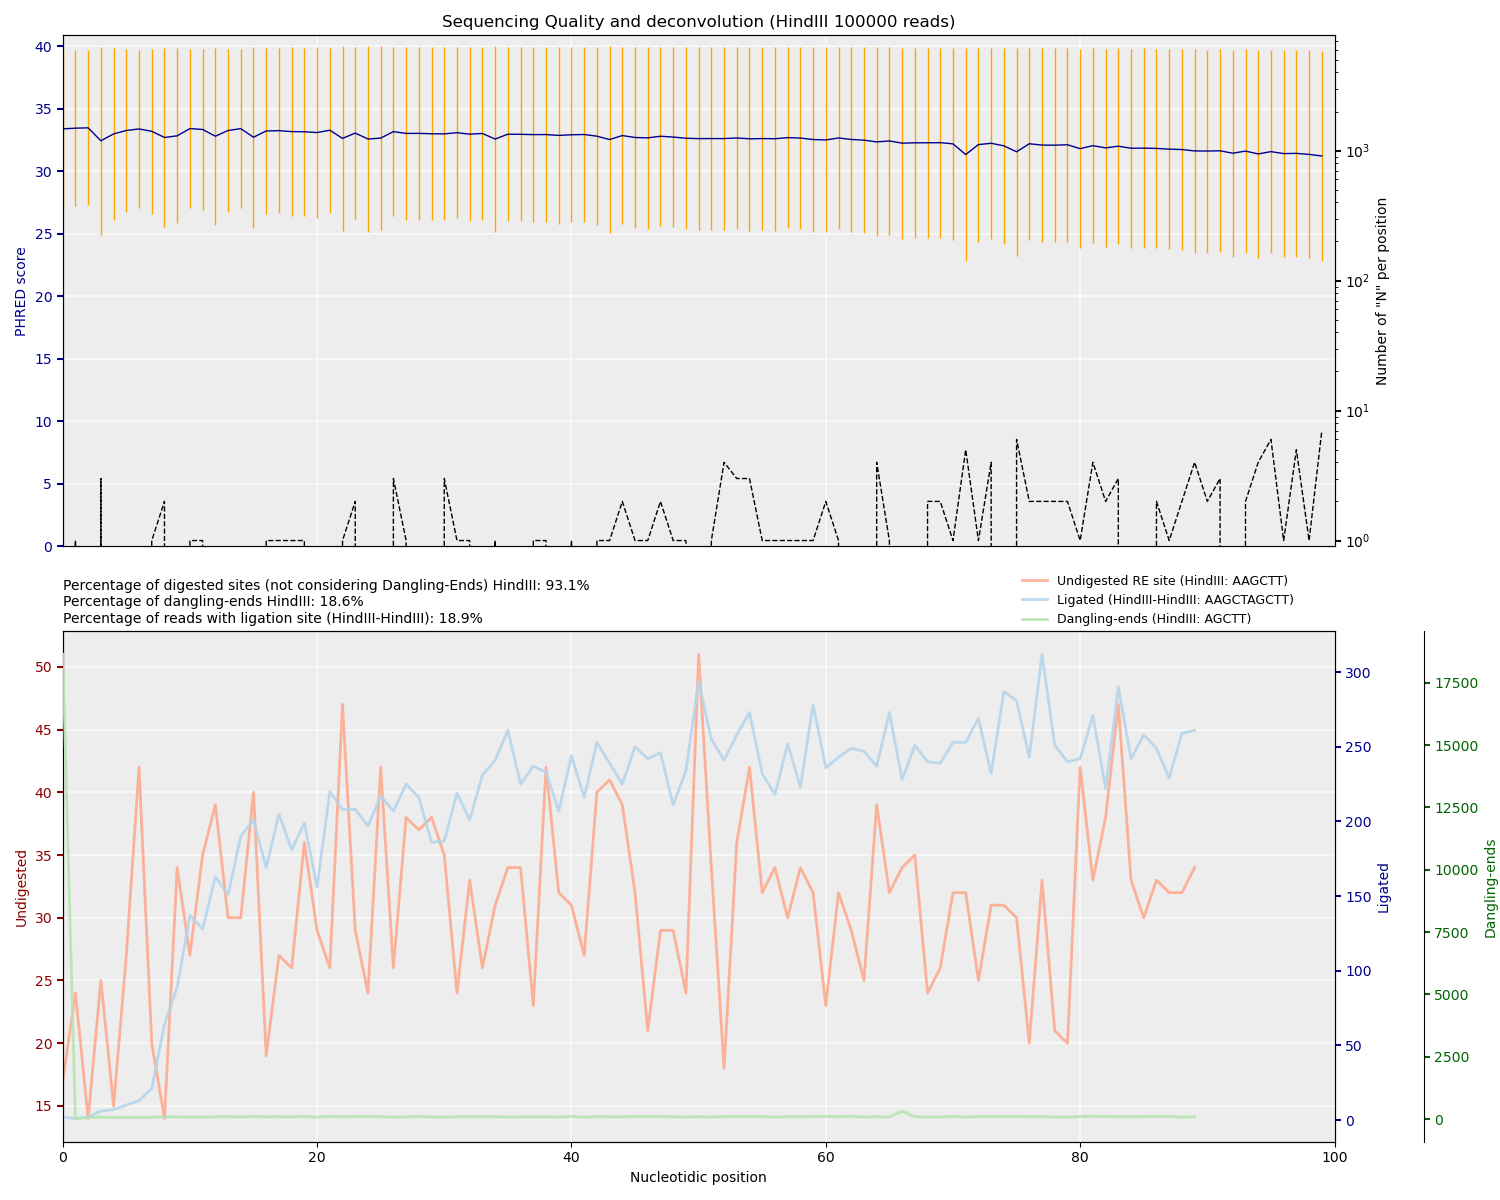 Sequencing Quality and deconvolution (HindIII 100000 reads)
40
35
30
25
20
15
10
5
0
PHRED score
10³
10²
10¹
10⁰
Number of "N" per position
Percentage of digested sites (not considering Dangling-Ends) HindIII: 93.1%
Percentage of dangling-ends HindIII: 18.6%
Percentage of reads with ligation site (HindIII-HindIII): 18.9%
Undigested RE site (HindIII: AAGCTT)
Ligated (HindIII-HindIII: AAGCTAGCTT)
Dangling-ends (HindIII: AGCTT)
50
45
40
35
30
25
20
15
Undigested
300
250
200
150
100
50
0
Ligated
17500
15000
12500
10000
7500
5000
2500
0
Dangling-ends
0 20 40 60 80 100
Nucleotidic position